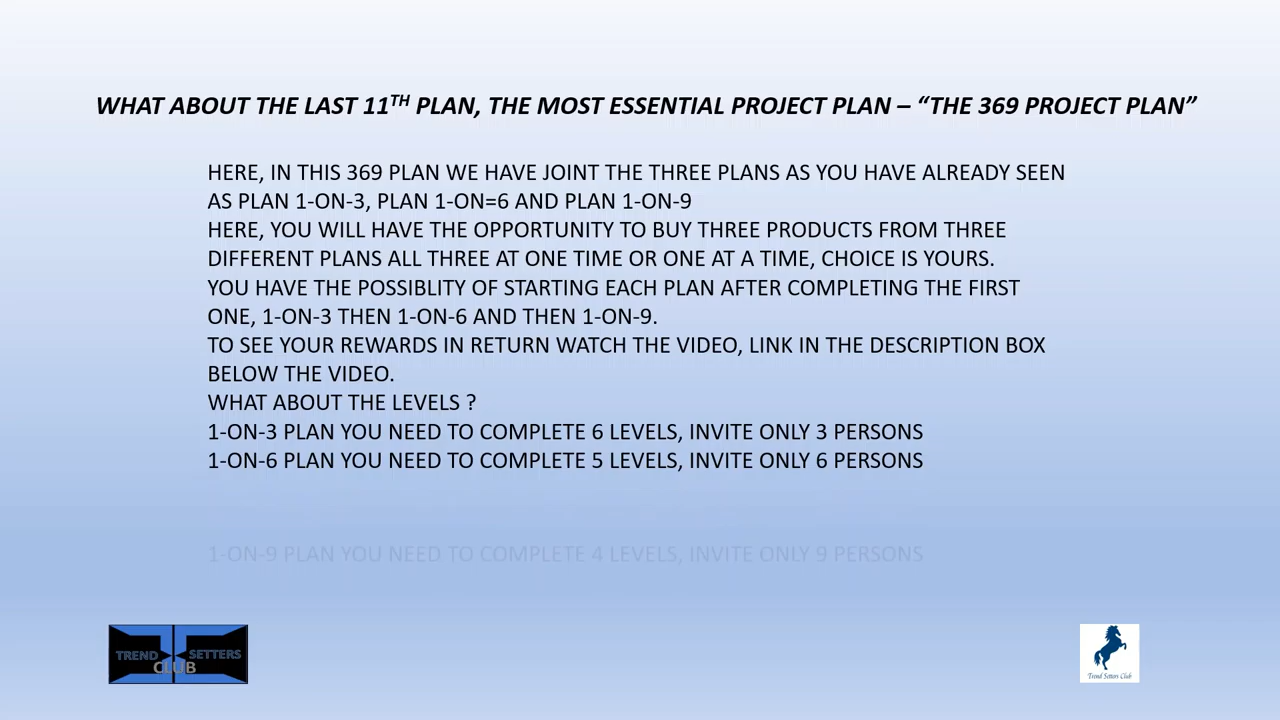 WHAT ABOUT THE LAST 11TH PLAN, THE MOST ESSENTIAL PROJECT PLAN – “THE 369 PROJECT PLAN”
HERE, IN THIS 369 PLAN WE HAVE JOINT THE THREE PLANS AS YOU HAVE ALREADY SEEN
AS PLAN 1-ON-3, PLAN 1-ON=6 AND PLAN 1-ON-9
HERE, YOU WILL HAVE THE OPPORTUNITY TO BUY THREE PRODUCTS FROM THREE
DIFFERENT PLANS ALL THREE AT ONE TIME OR ONE AT A TIME, CHOICE IS YOURS.
YOU HAVE THE POSSIBLITY OF STARTING EACH PLAN AFTER COMPLETING THE FIRST
ONE, 1-ON-3 THEN 1-ON-6 AND THEN 1-ON-9.
TO SEE YOUR REWARDS IN RETURN WATCH THE VIDEO, LINK IN THE DESCRIPTION BOX
BELOW THE VIDEO.
WHAT ABOUT THE LEVELS ?
1-ON-3 PLAN YOU NEED TO COMPLETE 6 LEVELS, INVITE ONLY 3 PERSONS
1-ON-6 PLAN YOU NEED TO COMPLETE 5 LEVELS, INVITE ONLY 6 PERSONS
1-ON-9 PLAN YOU NEED TO COMPLETE 4 LEVELS, INVITE ONLY 9 PERSONS
TREND SETTERS
CLUB
Trend Setters Club